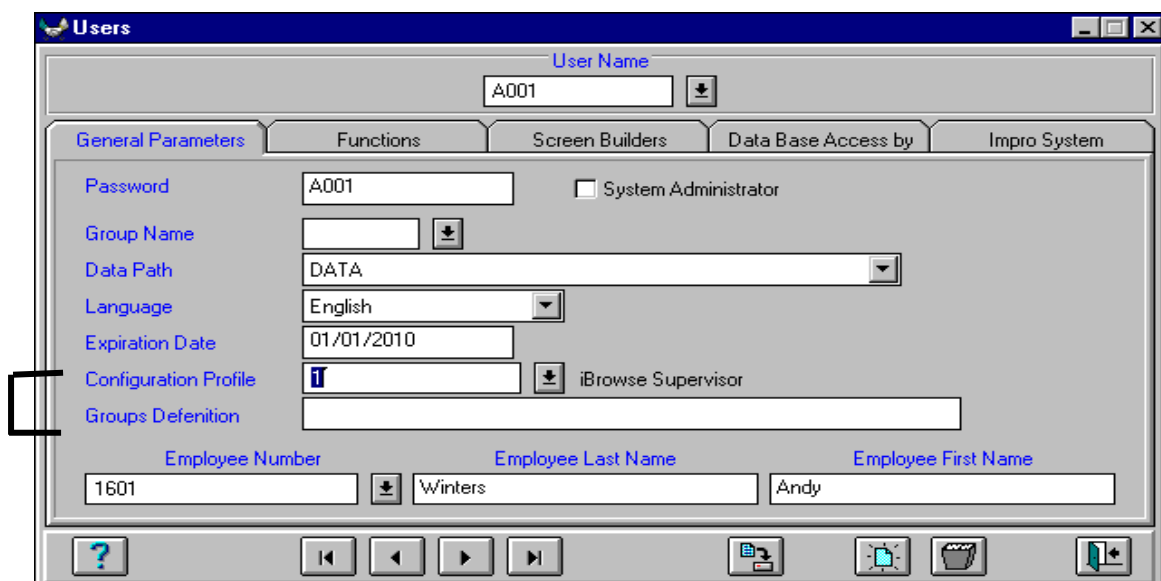 Users
User Name
A001
General Parameters Functions Screen Builders Data Base Access by Impro System
Password A001 System Administrator
Group Name
Data Path DATA
Language English
Expiration Date 01/01/2010
Configuration Profile 1 iBrowse Supervisor
Groups Defenition
Employee Number Employee Last Name Employee First Name
1601 Winters Andy
?